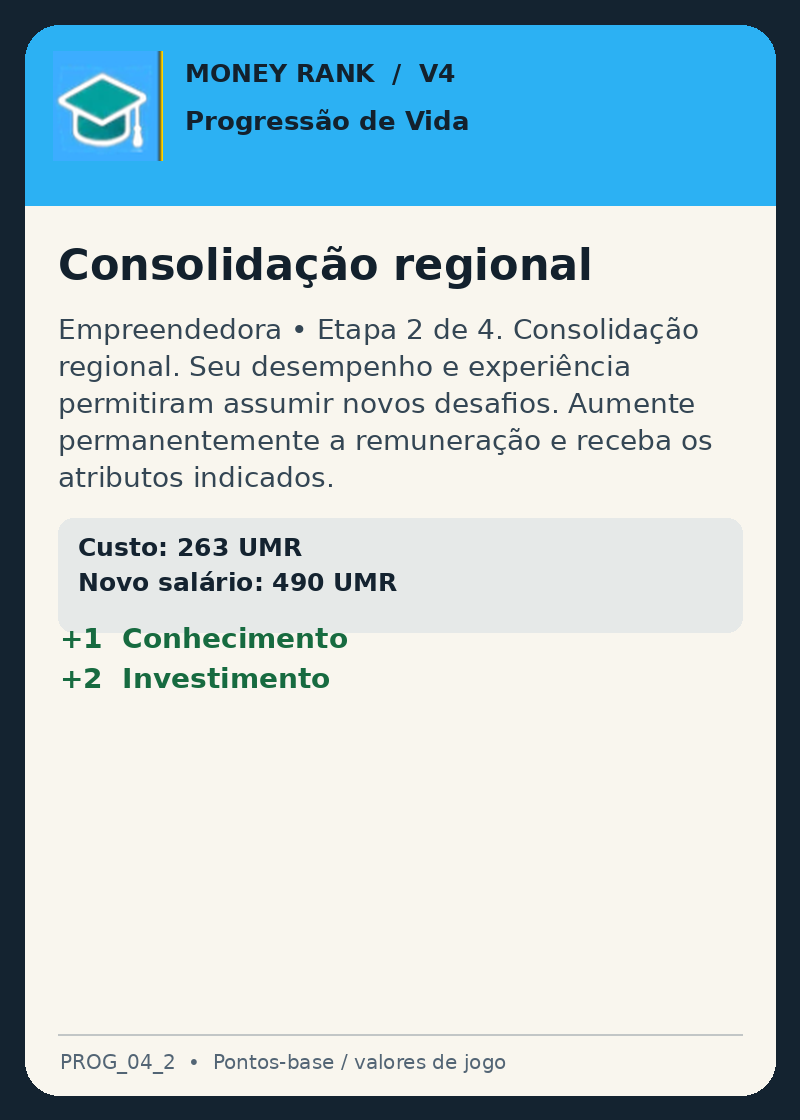 MONEY RANK / V4
Progressão de Vida
Consolidação regional
Empreendedora • Etapa 2 de 4. Consolidação
regional. Seu desempenho e experiência
permitiram assumir novos desafios. Aumente
permanentemente a remuneração e receba os
atributos indicados.
Custo: 263 UMR
Novo salário: 490 UMR
+1 Conhecimento
+2 Investimento
PROG_04_2 • Pontos-base / valores de jogo